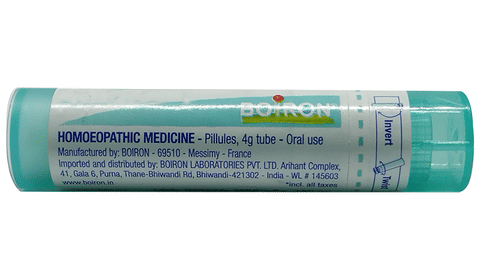 BOIRON
HOMOEOPATHIC MEDICINE - Pillules, 4g tube - Oral use
Manufactured by: BOIRON - 69510 - Messimy - France
Imported and distributed by: BOIRON LABORATORIES PVT. LTD. Arihant Complex,
41, Gala 6, Purna, Thane-Bhiwandi Rd, Bhiwandi-421302 - India - WL # 145603
www.boiron.in *incl. all taxes
Invert